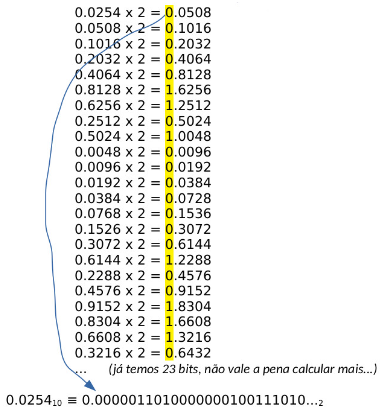 0.0254 x 2 = 0.0508
0.0508 x 2 = 0.1016
0.1016 x 2 = 0.2032
0.2032 x 2 = 0.4064
0.4064 x 2 = 0.8128
0.8128 x 2 = 1.6256
0.6256 x 2 = 1.2512
0.2512 x 2 = 0.5024
0.5024 x 2 = 1.0048
0.0048 x 2 = 0.0096
0.0096 x 2 = 0.0192
0.0192 x 2 = 0.0384
0.0384 x 2 = 0.0728
0.0768 x 2 = 0.1536
0.1526 x 2 = 0.3072
0.3072 x 2 = 0.6144
0.6144 x 2 = 1.2288
0.2288 x 2 = 0.4576
0.4576 x 2 = 0.9152
0.9152 x 2 = 1.8304
0.8304 x 2 = 1.6608
0.6608 x 2 = 1.3216
0.3216 x 2 = 0.6432
... (já temos 23 bits, não vale a pena calcular mais...)
0.0254₁₀ ≡ 0.00000110100000000100111010...₂